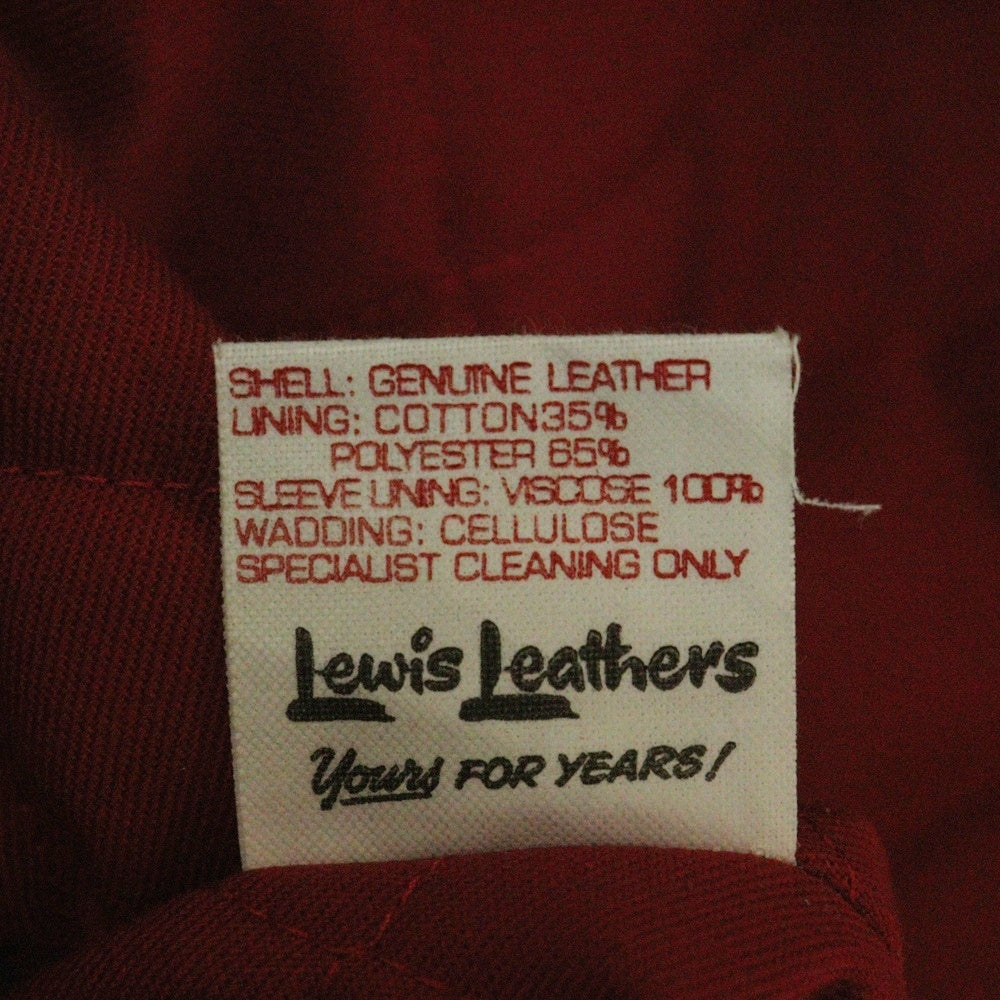 SHELL: GENUINE LEATHER
LINING: COTTON35%
POLYESTER 65%
SLEEVE LINING: VISCOSE 100%
WADDING: CELLULOSE
SPECIALIST CLEANING ONLY
Lewis Leathers
Yours FOR YEARS!